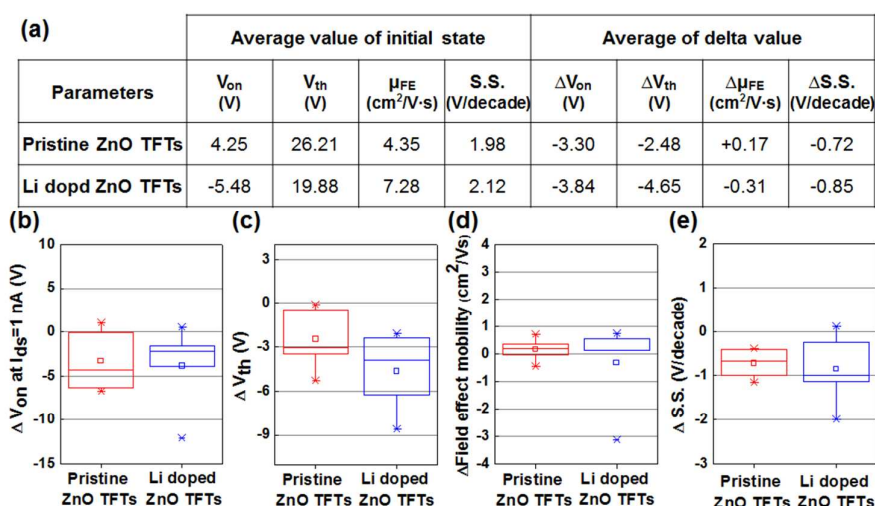 (a)
Average value of initial state Average of delta value
Parameters Von (V) Vth (V) μFE (cm²/V·s) S.S. (V/decade) ΔVon (V) ΔVth (V) ΔμFE (cm²/V·s) ΔS.S. (V/decade)
Pristine ZnO TFTs 4.25 26.21 4.35 1.98 -3.30 -2.48 +0.17 -0.72
Li dopd ZnO TFTs -5.48 19.88 7.28 2.12 -3.84 -4.65 -0.31 -0.85
(b)
Δ Von at Ids=1 nA (V)
10
5
0
-5
-10
-15
Pristine Li doped
ZnO TFTs ZnO TFTs
(c)
Δ Vth (V)
3
0
-3
-6
-9
Pristine Li doped
ZnO TFTs ZnO TFTs
(d)
ΔField effect mobility (cm²/Vs)
4
3
2
1
0
-1
-2
-3
-4
Pristine Li doped
ZnO TFTs ZnO TFTs
(e)
Δ S.S. (V/decade)
2
1
0
-1
-2
-3
Pristine Li doped
ZnO TFTs ZnO TFTs